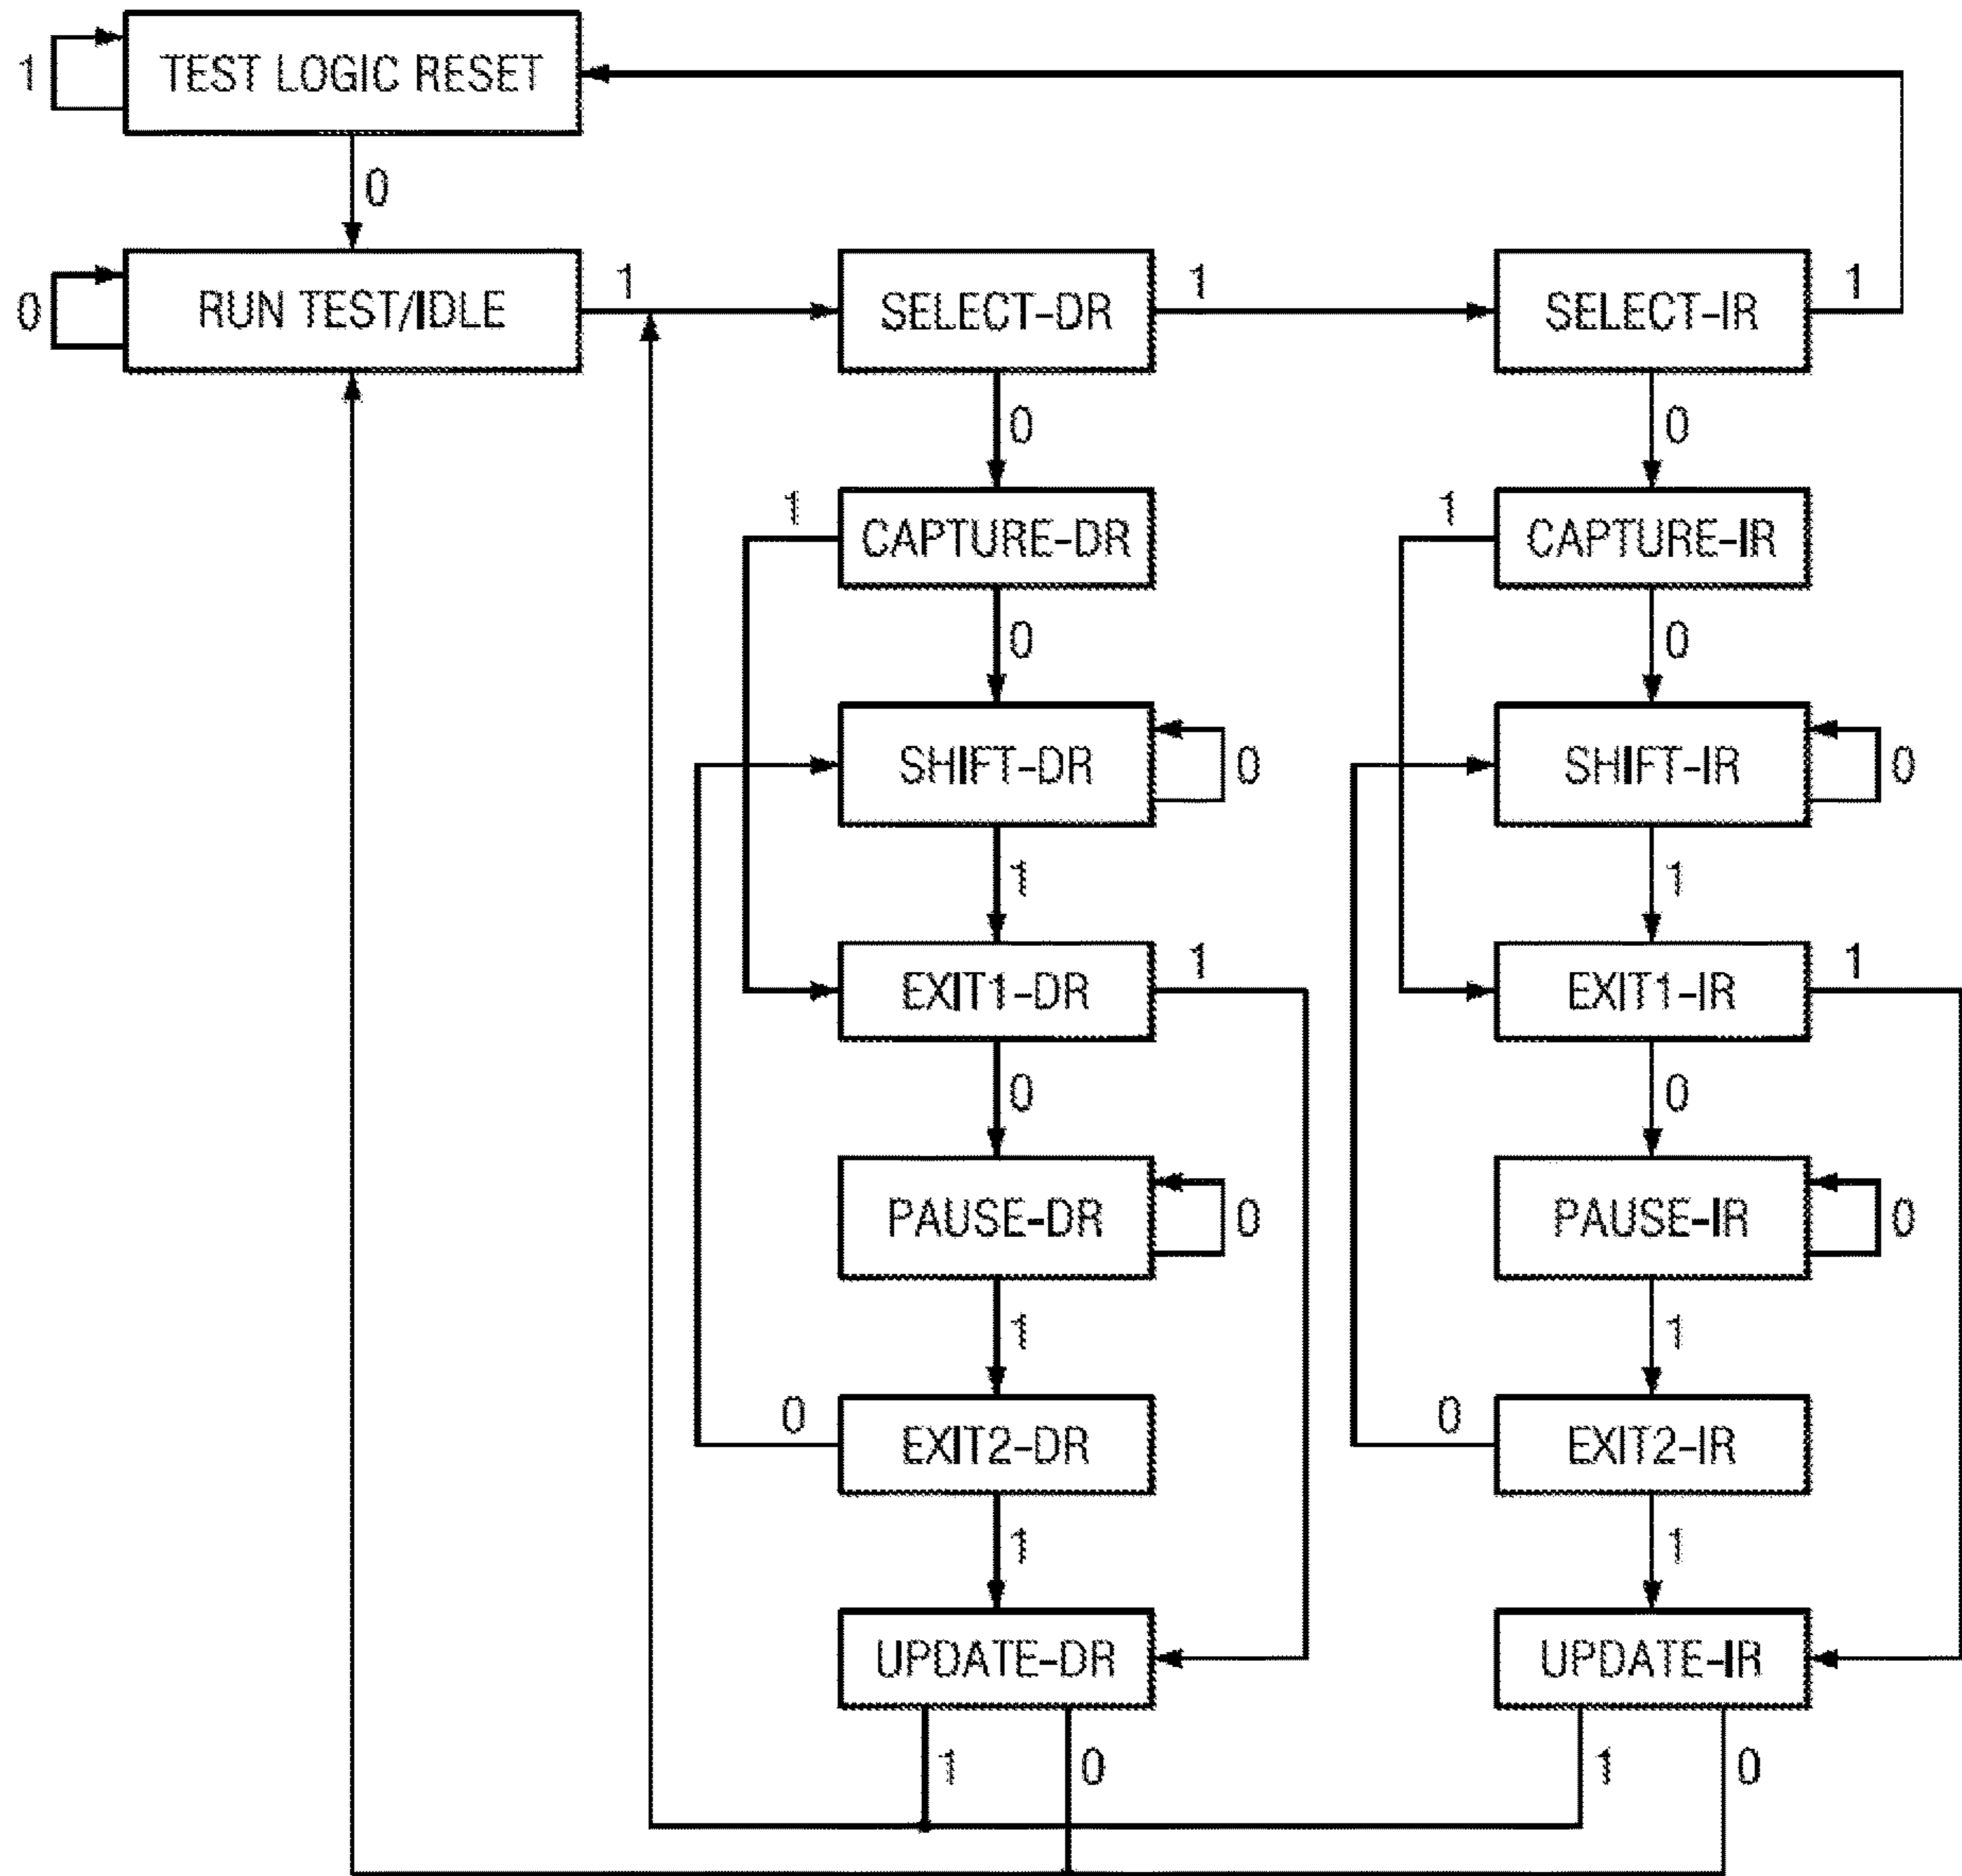 1 TEST LOGIC RESET
0
0 RUN TEST/IDLE 1 SELECT-DR 1 SELECT-IR 1
0 0
1 CAPTURE-DR 1 CAPTURE-IR
0 0
SHIFT-DR 0 SHIFT-IR 0
1 1
EXIT1-DR 1 EXIT1-IR 1
0 0
PAUSE-DR 0 PAUSE-IR 0
1 1
0 EXIT2-DR 0 EXIT2-IR
1 1
UPDATE-DR UPDATE-IR
1 0 1 0